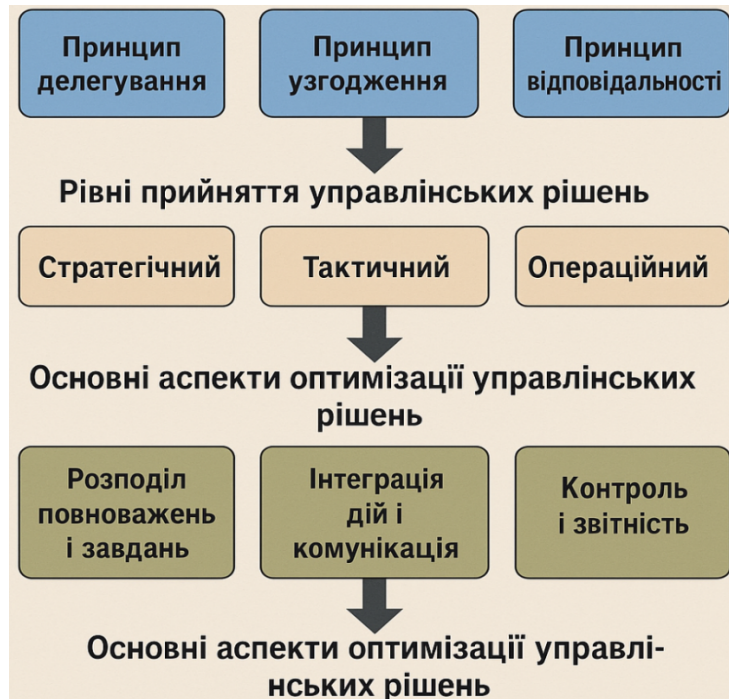 Принцип
делегування
Принцип
узгодження
Принцип
відповідальності
Рівні прийняття управлінських рішень
Стратегічний
Тактичний
Операційний
Основні аспекти оптимізації управлінських
рішень
Розподіл
повноважень
і завдань
Інтеграція
дій і
комунікація
Контроль
і звітність
Основні аспекти оптимізації управлі-
нських рішень